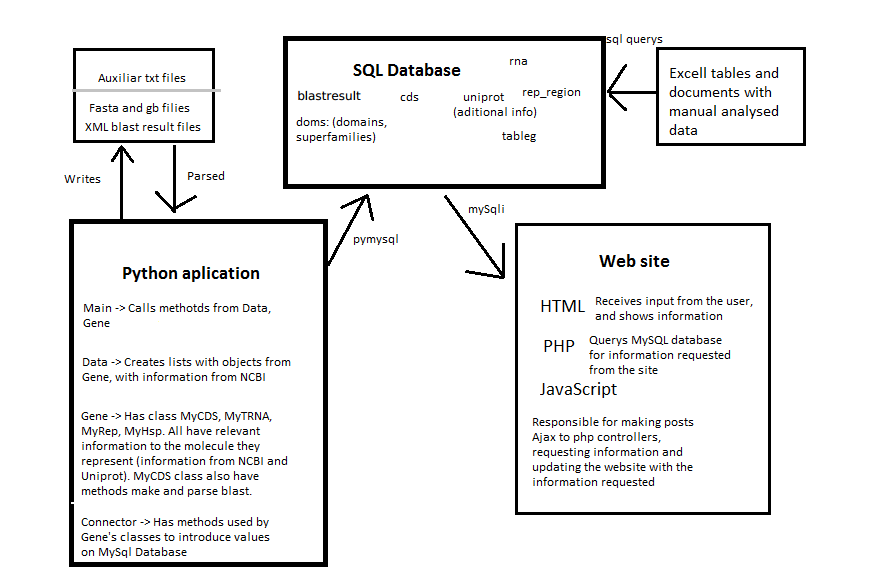 Auxiliar txt files
Fasta and gb filies
XML blast result files
Writes
Parsed
SQL Database
rna
blastresult
cds
uniprot
(aditional info)
rep_region
doms: (domains,
superfamilies)
tableg
sql querys
Excell tables and
documents with
manual analysed
data
pymysql
mySqli
Python aplication
Main -> Calls methotds from Data,
Gene
Data -> Creates lists with objects from
Gene, with information from NCBI
Gene -> Has class MyCDS, MyTRNA,
MyRep, MyHsp. All have relevant
information to the molecule they
represent (information from NCBI and
Uniprot). MyCDS class also have
methods make and parse blast.
Connector -> Has methods used by
Gene's classes to introduce values
on MySql Database
Web site
HTML
Receives input from the user,
and shows information
PHP
Querys MySQL database
for information requested
from the site
JavaScript
Responsible for making posts
Ajax to php controllers,
requesting information and
updating the website with the
information requested